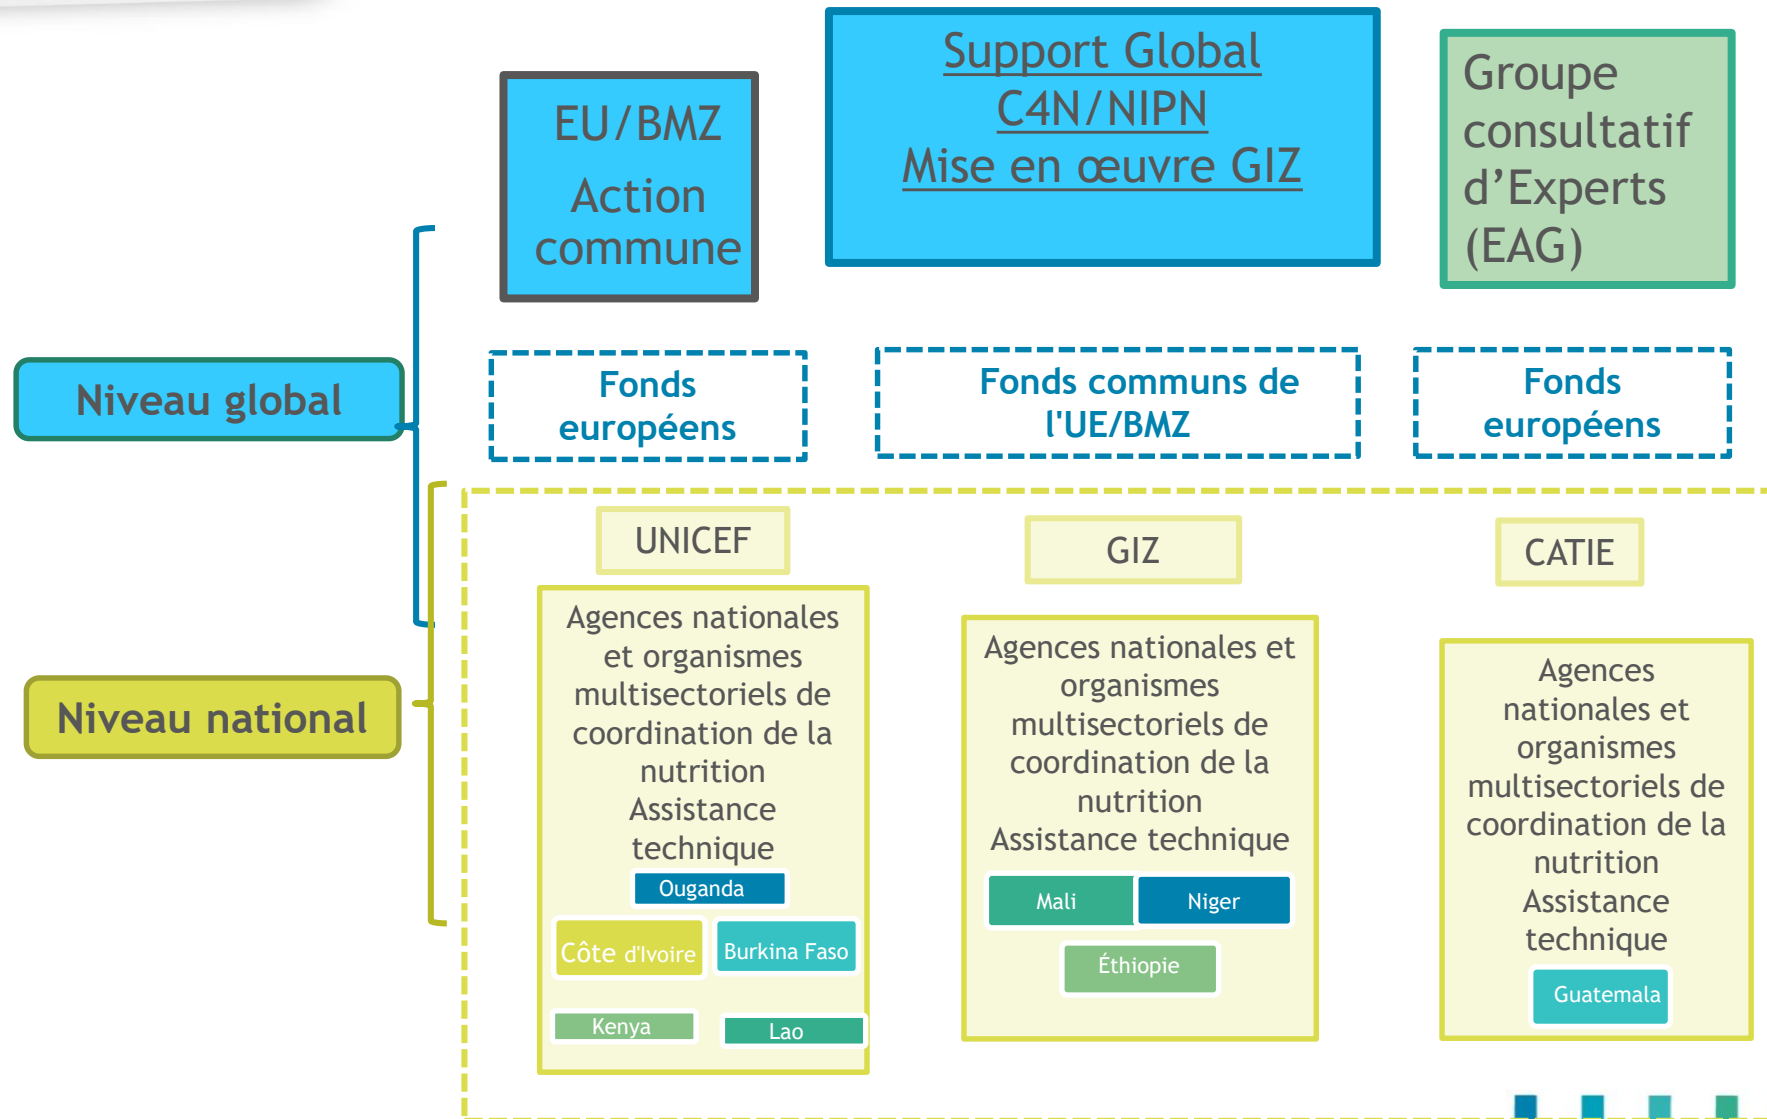 EU/BMZ
Action
commune
Support Global
C4N/NIPN
Mise en œuvre GIZ
Groupe
consultatif
d’Experts
(EAG)
Niveau global
Fonds
européens
Fonds communs de
l'UE/BMZ
Fonds
européens
Niveau national
UNICEF
Agences nationales
et organismes
multisectoriels de
coordination de la
nutrition
Assistance
technique
Ouganda
Côte d'Ivoire
Burkina Faso
Kenya
Lao
GIZ
Agences nationales et
organismes
multisectoriels de
coordination de la
nutrition
Assistance technique
Mali
Niger
Éthiopie
CATIE
Agences
nationales et
organismes
multisectoriels de
coordination de la
nutrition
Assistance
technique
Guatemala